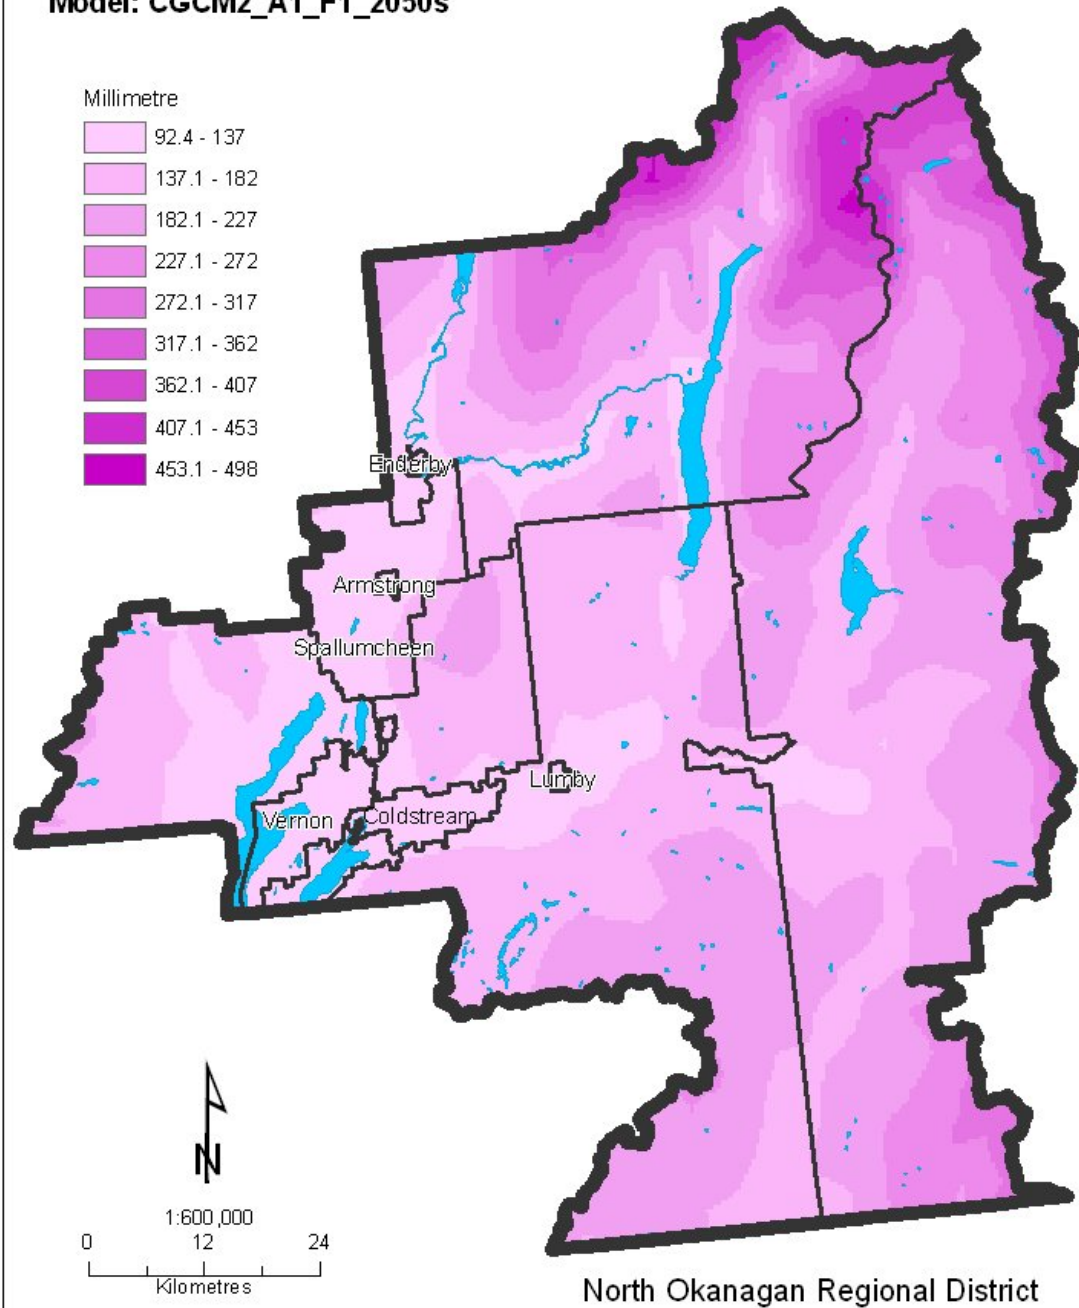 Model: CGCM2_A1_F1_2050s
Millimetre
92.4 - 137
137.1 - 182
182.1 - 227
227.1 - 272
272.1 - 317
317.1 - 362
362.1 - 407
407.1 - 453
453.1 - 498
Enderby
Armstrong
Spallumcheen
Lumby
Vernon
Coldstream
N
1:600,000
0 12 24
Kilometres
North Okanagan Regional District